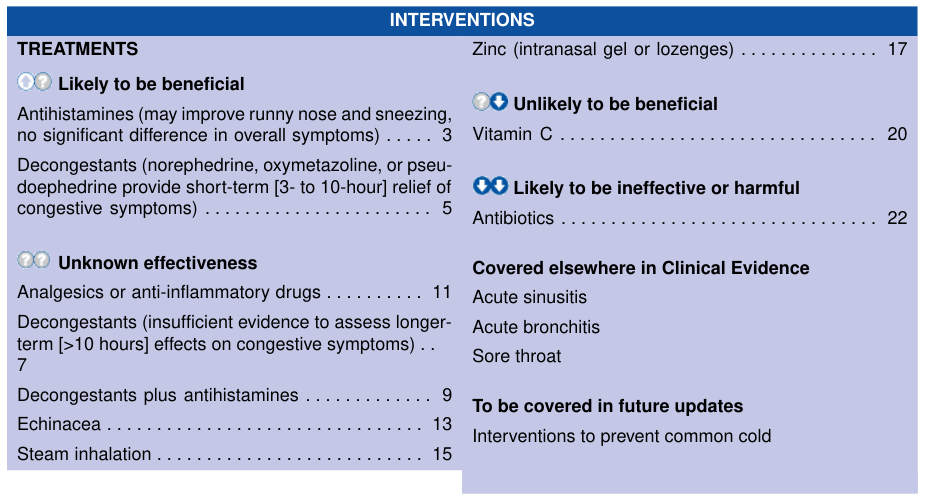 INTERVENTIONS
TREATMENTS
Likely to be beneficial
Antihistamines (may improve runny nose and sneezing,
no significant difference in overall symptoms) . . . . . 3
Decongestants (norephedrine, oxymetazoline, or pseu-
doephedrine provide short-term [3- to 10-hour] relief of
congestive symptoms) . . . . . . . . . . . . . . . . . . . . . . . 5
?? Unknown effectiveness
Analgesics or anti-inflammatory drugs . . . . . . . . . . 11
Decongestants (insufficient evidence to assess longer-
term [>10 hours] effects on congestive symptoms) . .
7
Decongestants plus antihistamines . . . . . . . . . . . . . 9
Echinacea . . . . . . . . . . . . . . . . . . . . . . . . . . . . . . . . 13
Steam inhalation . . . . . . . . . . . . . . . . . . . . . . . . . . . 15
Zinc (intranasal gel or lozenges) . . . . . . . . . . . . . . 17
? Unlikely to be beneficial
Vitamin C . . . . . . . . . . . . . . . . . . . . . . . . . . . . . . . . 20
Likely to be ineffective or harmful
Antibiotics . . . . . . . . . . . . . . . . . . . . . . . . . . . . . . . . 22
Covered elsewhere in Clinical Evidence
Acute sinusitis
Acute bronchitis
Sore throat
To be covered in future updates
Interventions to prevent common cold